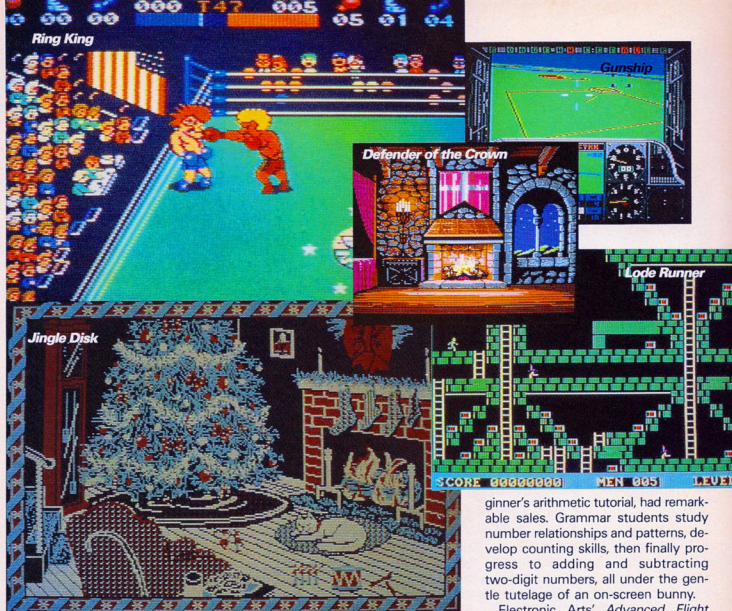 000 T47 005
00 00 05 01 04
Ring King
Gunship
Defender of the Crown
Lode Runner
Jingle Disk
SCORE 00000000 MEN 005 LEVE
ginner's arithmetic tutorial, had remark-
able sales. Grammar students study
number relationships and patterns, de-
velop counting skills, then finally pro-
gress to adding and subtracting
two-digit numbers, all under the gen-
tle tutelage of an on-screen bunny.
Electronic Arts' Advanced Flight